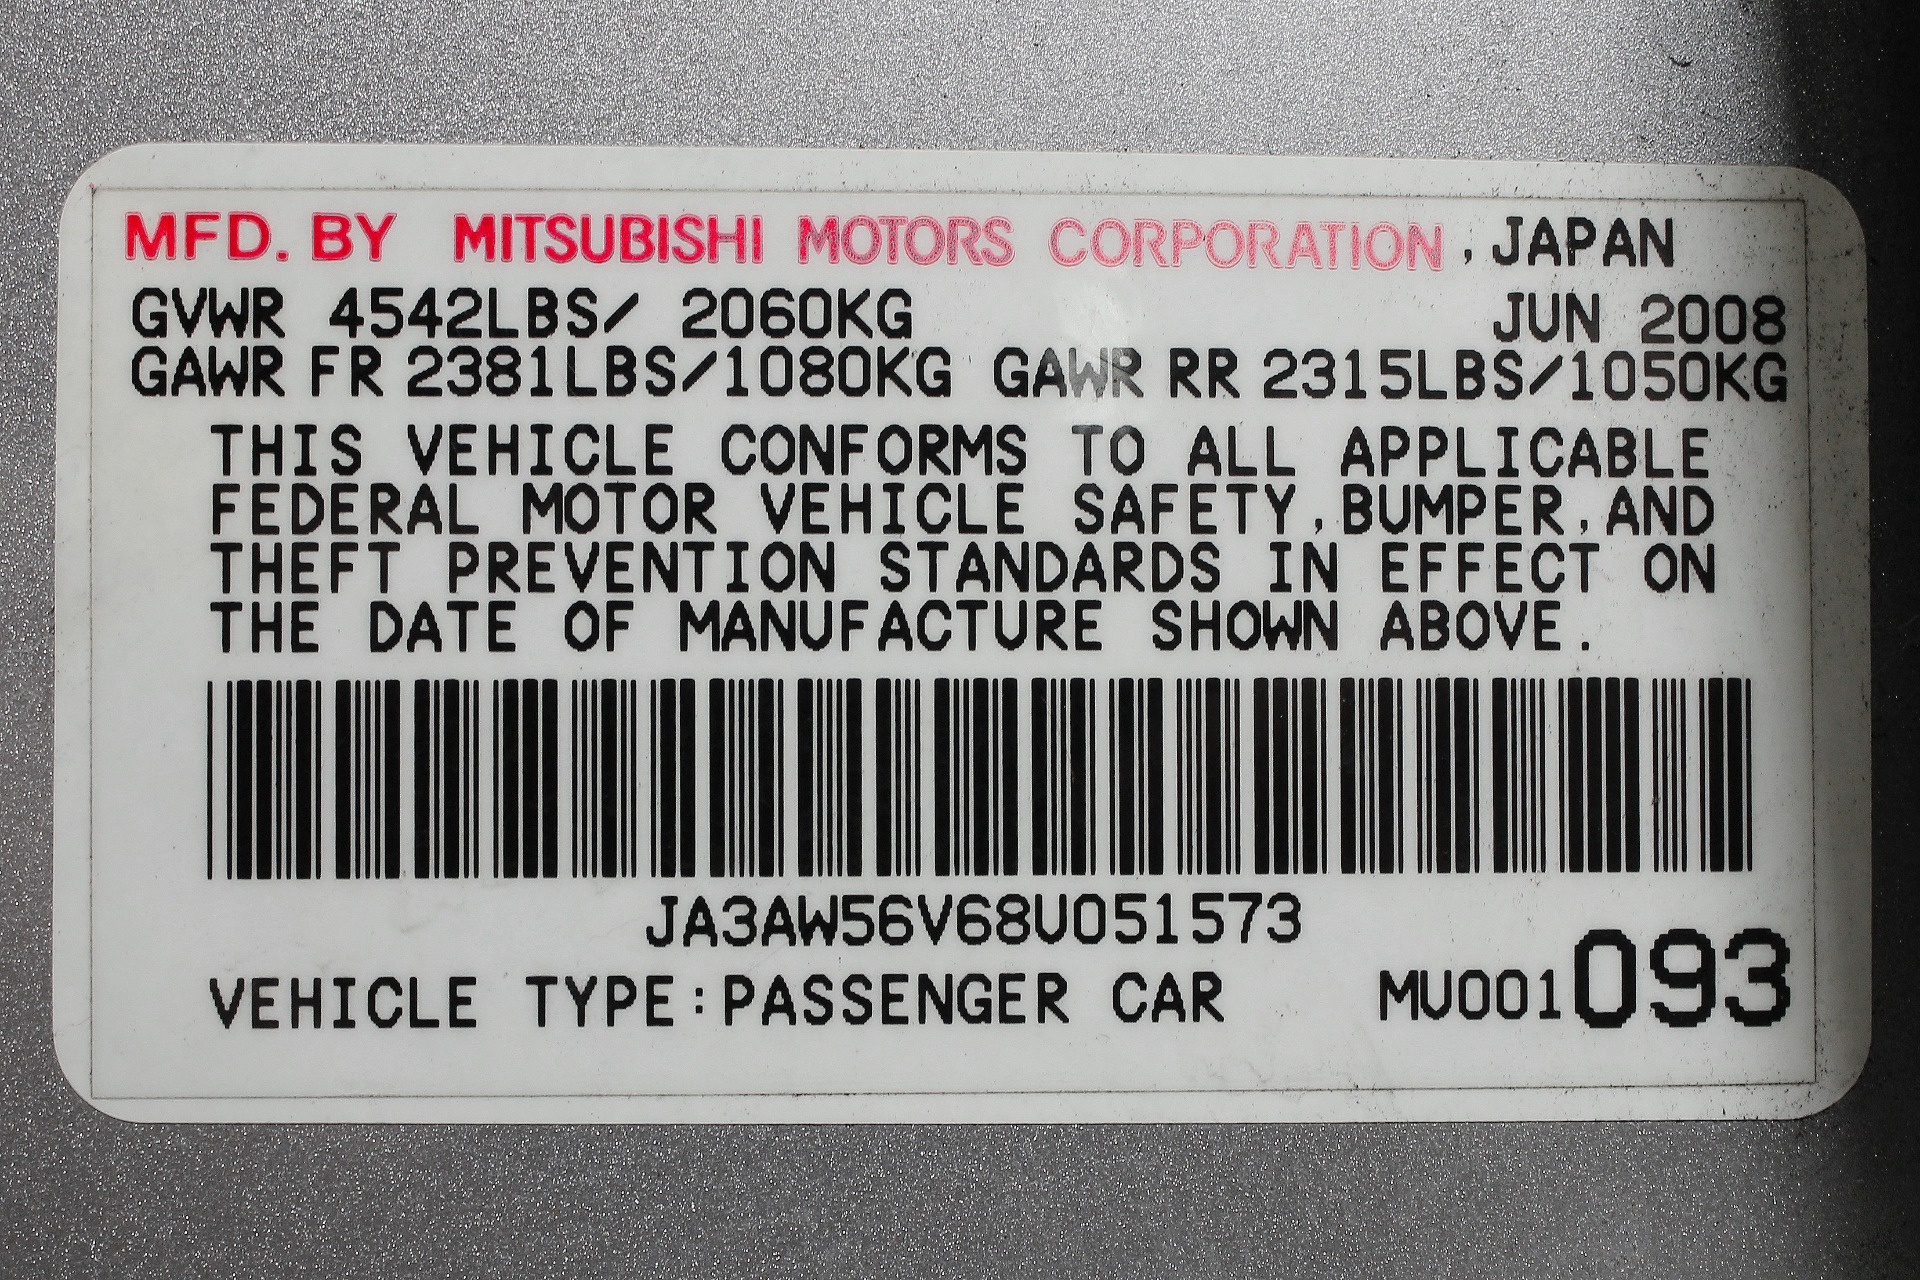 MFD. BY MITSUBISHI MOTORS CORPORATION, JAPAN
GVWR 4542LBS/ 2060KG JUN 2008
GAWR FR 2381LBS/1080KG GAWR RR 2315LBS/1050KG
THIS VEHICLE CONFORMS TO ALL APPLICABLE
FEDERAL MOTOR VEHICLE SAFETY, BUMPER, AND
THEFT PREVENTION STANDARDS IN EFFECT ON
THE DATE OF MANUFACTURE SHOWN ABOVE.
JA3AW56V68U051573
VEHICLE TYPE:PASSENGER CAR MU001093